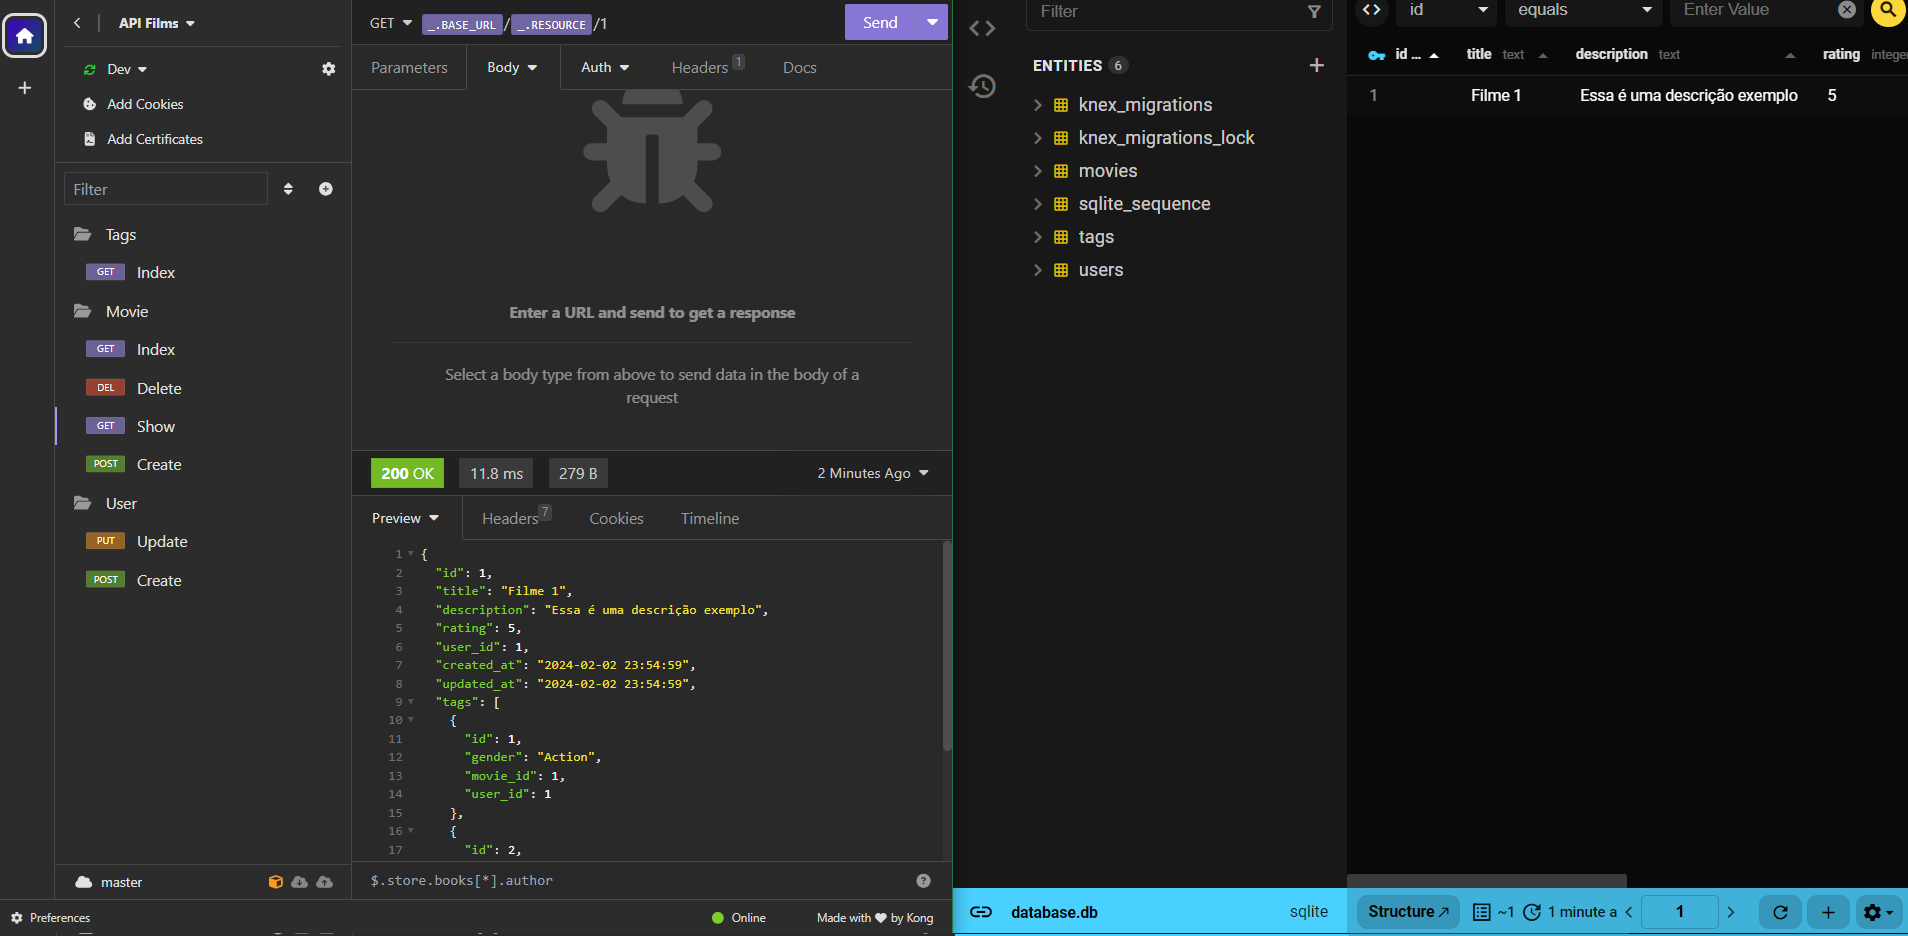 API Films
Dev
Add Cookies
Add Certificates
Filter
Tags
GET Index
Movie
GET Index
DEL Delete
GET Show
POST Create
User
PUT Update
POST Create
master
Preferences
GET _.BASE_URL/_.RESOURCE/1
Send
Parameters Body Auth Headers 1 Docs
Enter a URL and send to get a response
Select a body type from above to send data in the body of a
request
200 OK 11.8 ms 279 B 2 Minutes Ago
Preview Headers 7 Cookies Timeline
1 {
2 "id": 1,
3 "title": "Filme 1",
4 "description": "Essa é uma descrição exemplo",
5 "rating": 5,
6 "user_id": 1,
7 "created_at": "2024-02-02 23:54:59",
8 "updated_at": "2024-02-02 23:54:59",
9 "tags": [
10 {
11 "id": 1,
12 "gender": "Action",
13 "movie_id": 1,
14 "user_id": 1
15 },
16 {
17 "id": 2,
$.store.books[*].author
Online Made with ♥ by Kong
Filter
ENTITIES 6
knex_migrations
knex_migrations_lock
movies
sqlite_sequence
tags
users
database.db sqlite
id equals Enter Value
id ... title text description text rating intege
1 Filme 1 Essa é uma descrição exemplo 5
Structure ~1 1 minute a 1